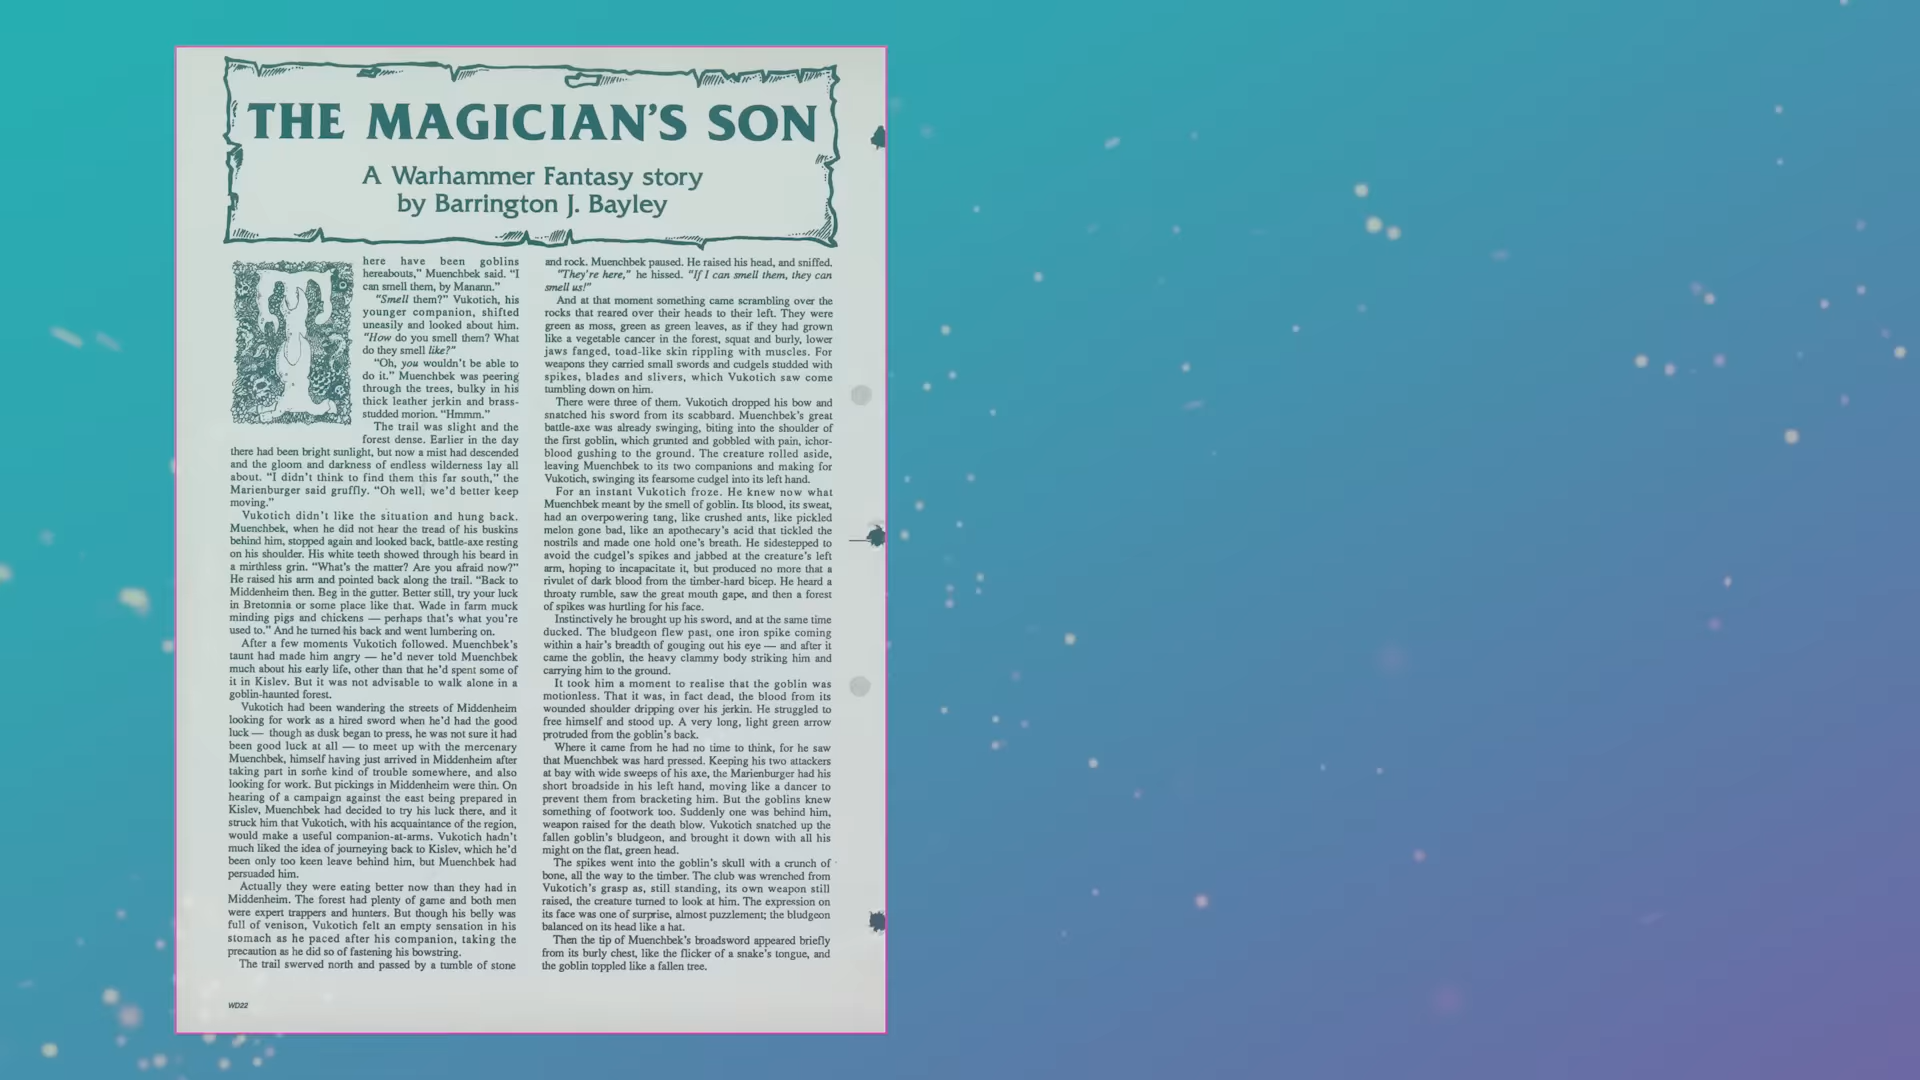 THE MAGICIAN'S SON
A Warhammer Fantasy story
by Barrington J. Bayley
T
here have been goblins
hereabouts,” Muenchbek said. “I
can smell them, by Manann.”
“Smell them?” Vukotich, his
younger companion, shifted
uneasily and looked about him.
“How do you smell them? What
do they smell like?”
“Oh, you wouldn't be able to
do it.” Muenchbek was peering
through the trees, bulky in his
thick leather jerkin and brass-
studded morion. “Hmmm.”
The trail was slight and the
forest dense. Earlier in the day
there had been bright sunlight, but now a mist had descended
and the gloom and darkness of endless wilderness lay all
about. “I didn't think to find them this far south,” the
Marienburger said gruffly. “Oh well, we'd better keep
moving.”
Vukotich didn't like the situation and hung back.
Muenchbek, when he did not hear the tread of his buskins
behind him, stopped again and looked back, battle-axe resting
on his shoulder. His white teeth showed through his beard in
a mirthless grin. “What's the matter? Are you afraid now?”
He raised his arm and pointed back along the trail. “Back to
Middenheim then. Beg in the gutter. Better still, try your luck
in Bretonnia or some place like that. Wade in farm muck
minding pigs and chickens — perhaps that's what you're
used to.” And he turned his back and went lumbering on.
After a few moments Vukotich followed. Muenchbek's
taunt had made him angry — he'd never told Muenchbek
much about his early life, other than that he'd spent some of
it in Kislev. But it was not advisable to walk alone in a
goblin-haunted forest.
Vukotich had been wandering the streets of Middenheim
looking for work as a hired sword when he'd had the good
luck — though as dusk began to press, he was not sure it had
been good luck at all — to meet up with the mercenary
Muenchbek, himself having just arrived in Middenheim after
taking part in some kind of trouble somewhere, and also
looking for work. But pickings in Middenheim were thin. On
hearing of a campaign against the east being prepared in
Kislev, Muenchbek had decided to try his luck there, and it
struck him that Vukotich, with his acquaintance of the region,
would make a useful companion-at-arms. Vukotich hadn't
much liked the idea of journeying back to Kislev, which he'd
been only too keen leave behind him, but Muenchbek had
persuaded him.
Actually they were eating better now than they had in
Middenheim. The forest had plenty of game and both men
were expert trappers and hunters. But though his belly was
full of venison, Vukotich felt an empty sensation in his
stomach as he paced after his companion, taking the
precaution as he did so of fastening his bowstring.
The trail swerved north and passed by a tumble of stone
and rock. Muenchbek paused. He raised his head, and sniffed.
“They're here,” he hissed. “If I can smell them, they can
smell us!”
And at that moment something came scrambling over the
rocks that reared over their heads to their left. They were
green as moss, green as green leaves, as if they had grown
like a vegetable cancer in the forest, squat and burly, lower
jaws fanged, toad-like skin rippling with muscles. For
weapons they carried small swords and cudgels studded with
spikes, blades and slivers, which Vukotich saw come
tumbling down on him.
There were three of them. Vukotich dropped his bow and
snatched his sword from its scabbard. Muenchbek's great
battle-axe was already swinging, biting into the shoulder of
the first goblin, which grunted and gobbled with pain, ichor-
blood gushing to the ground. The creature rolled aside,
leaving Muenchbek to its two companions and making for
Vukotich, swinging its fearsome cudgel into its left hand.
For an instant Vukotich froze. He knew now what
Muenchbek meant by the smell of goblin. Its blood, its sweat,
had an overpowering tang, like crushed ants, like pickled
melon gone bad, like an apothecary's acid that tickled the
nostrils and made one hold one's breath. He sidestepped to
avoid the cudgel's spikes and jabbed at the creature's left
arm, hoping to incapacitate it, but produced no more that a
rivulet of dark blood from the timber-hard bicep. He heard a
throaty rumble, saw the great mouth gape, and then a forest
of spikes was hurtling for his face.
Instinctively he brought up his sword, and at the same time
ducked. The bludgeon flew past, one iron spike coming
within a hair's breadth of gouging out his eye — and after it
came the goblin, the heavy clammy body striking him and
carrying him to the ground.
It took him a moment to realise that the goblin was
motionless. That it was, in fact dead, the blood from its
wounded shoulder dripping over his jerkin. He struggled to
free himself and stood up. A very long, light green arrow
protruded from the goblin's back.
Where it came from he had no time to think, for he saw
that Muenchbek was hard pressed. Keeping his two attackers
at bay with wide sweeps of his axe, the Marienburger had his
short broadside in his left hand, moving like a dancer to
prevent them from bracketing him. But the goblins knew
something of footwork too. Suddenly one was behind him,
weapon raised for the death blow. Vukotich snatched up the
fallen goblin's bludgeon, and brought it down with all his
might on the flat, green head.
The spikes went into the goblin's skull with a crunch of
bone, all the way to the timber. The club was wrenched from
Vukotich's grasp as, still standing, its own weapon still
raised, the creature turned to look at him. The expression on
its face was one of surprise, almost puzzlement; the bludgeon
balanced on its head like a hat.
Then the tip of Muenchbek's broadsword appeared briefly
from its burly chest, like the flicker of a snake's tongue, and
the goblin toppled like a fallen tree.
WD22